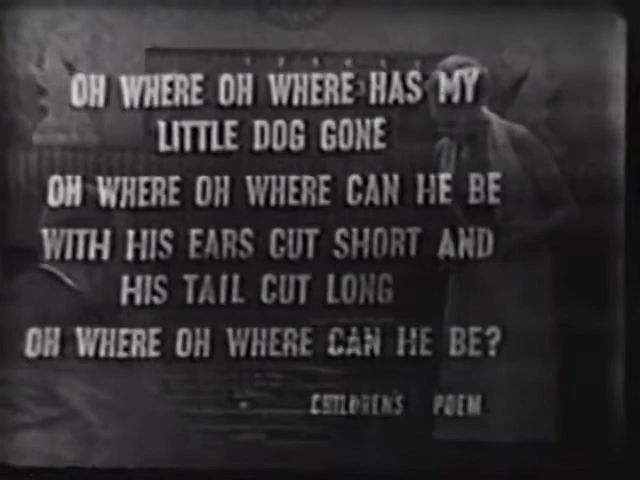 OH WHERE OH WHERE HAS MY
LITTLE DOG GONE
OH WHERE OH WHERE CAN HE BE
WITH HIS EARS CUT SHORT AND
HIS TAIL CUT LONG
OH WHERE OH WHERE CAN HE BE?
CHILDREN'S POEM